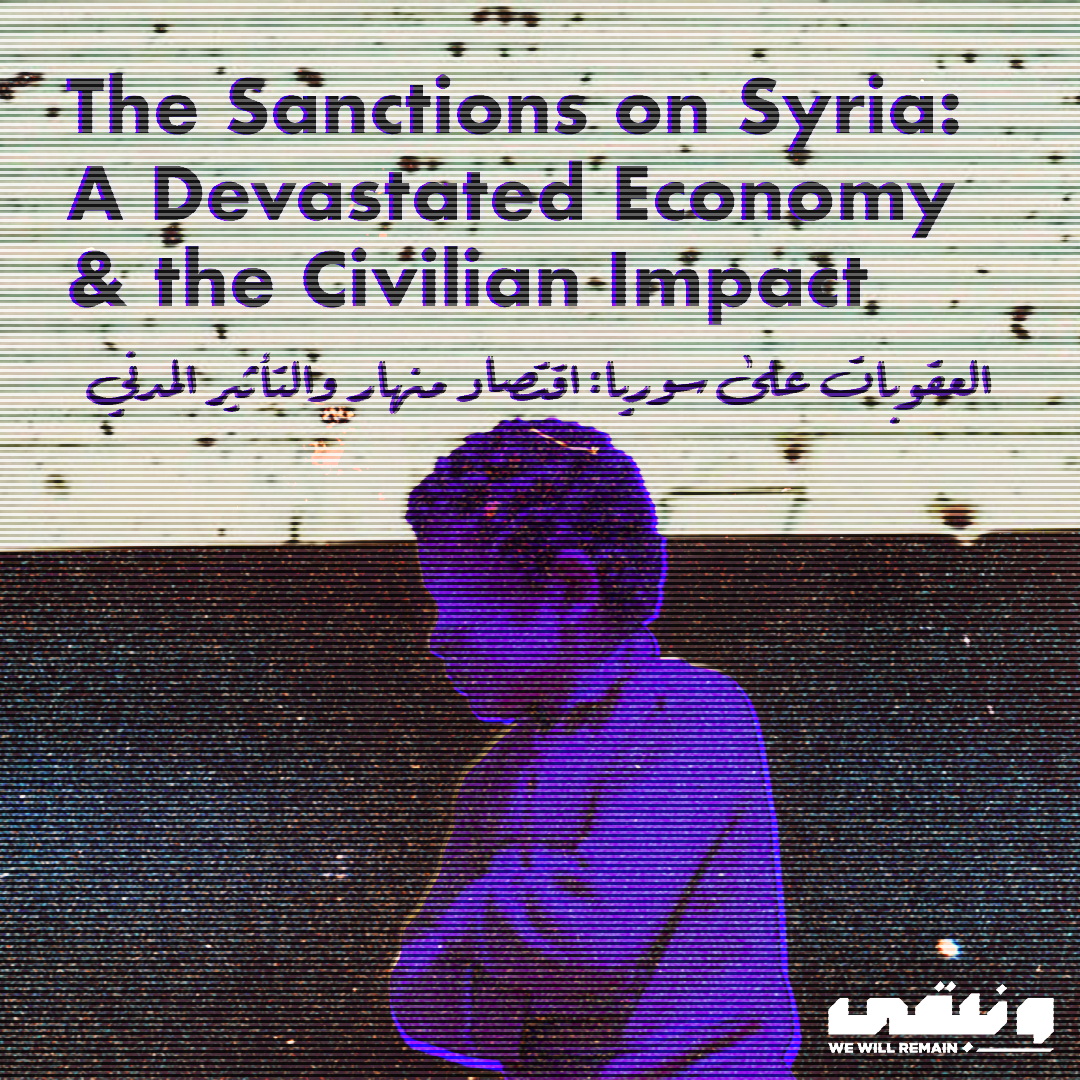 The Sanctions on Syria:
A Devastated Economy
& the Civilian Impact
العقوبات على سوريا: اقتصاد منهار والتأثير المدني
ونبقى
WE WILL REMAIN